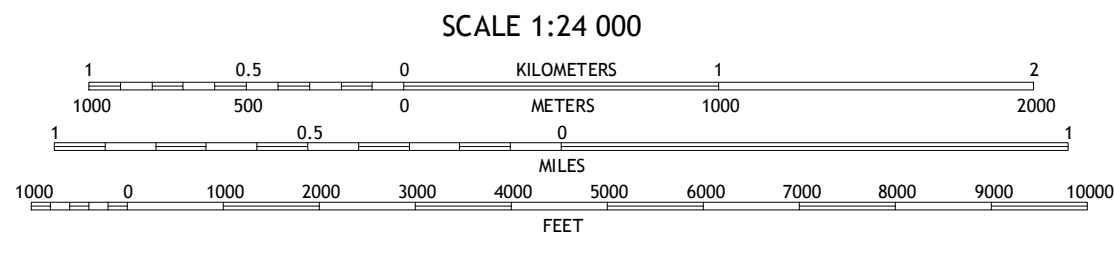 SCALE 1:24 000
1 0.5 0 KILOMETERS 1 2
1000 500 0 METERS 1000 2000
1 0.5 0 1
MILES
1000 0 1000 2000 3000 4000 5000 6000 7000 8000 9000 10000
FEET